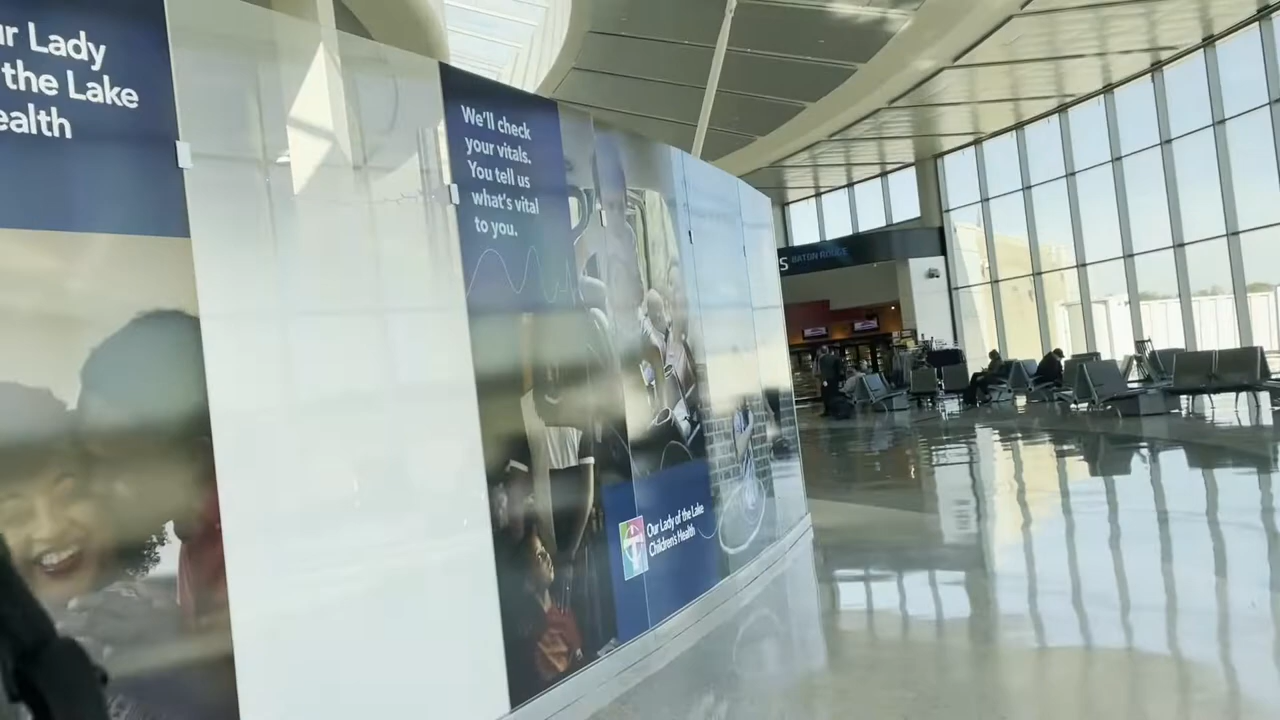 ur Lady
the Lake
ealth
We'll check
your vitals.
You tell us
what's vital
to you.
Our Lady of the Lake
Children's Health
S BATON ROUGE